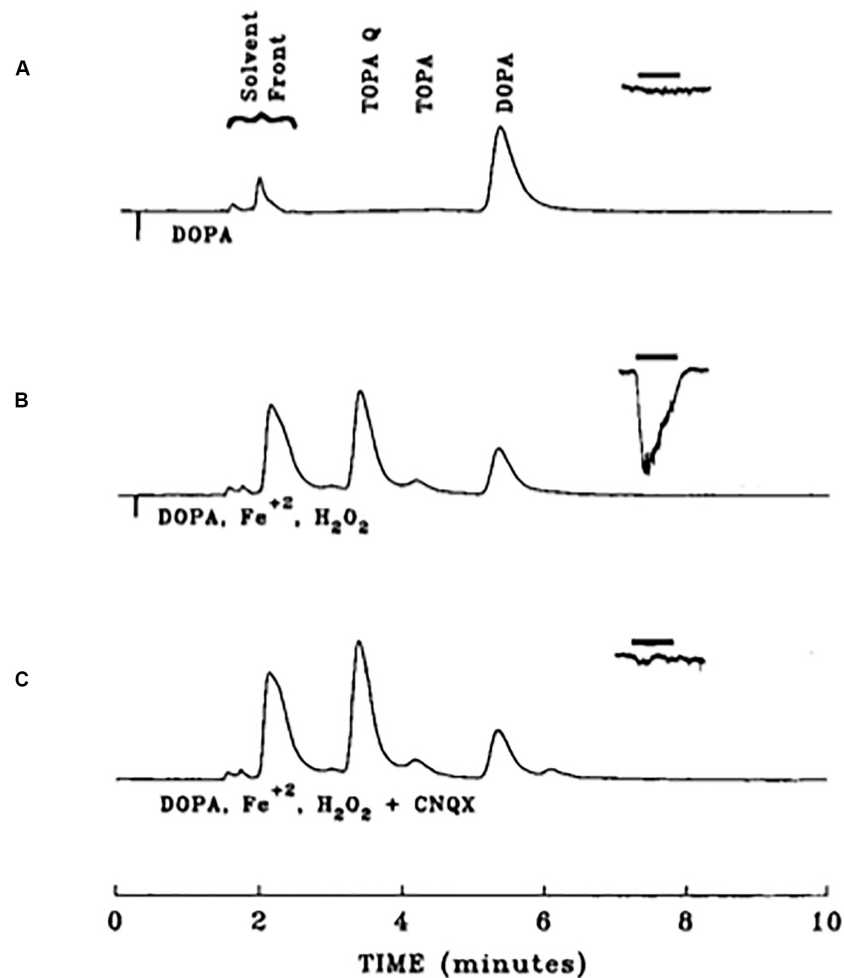 A
Solvent
Front
TOPA Q
TOPA
DOPA
DOPA
B
DOPA, Fe+2, H2O2
C
DOPA, Fe+2, H2O2 + CNQX
0 2 4 6 8 10
TIME (minutes)